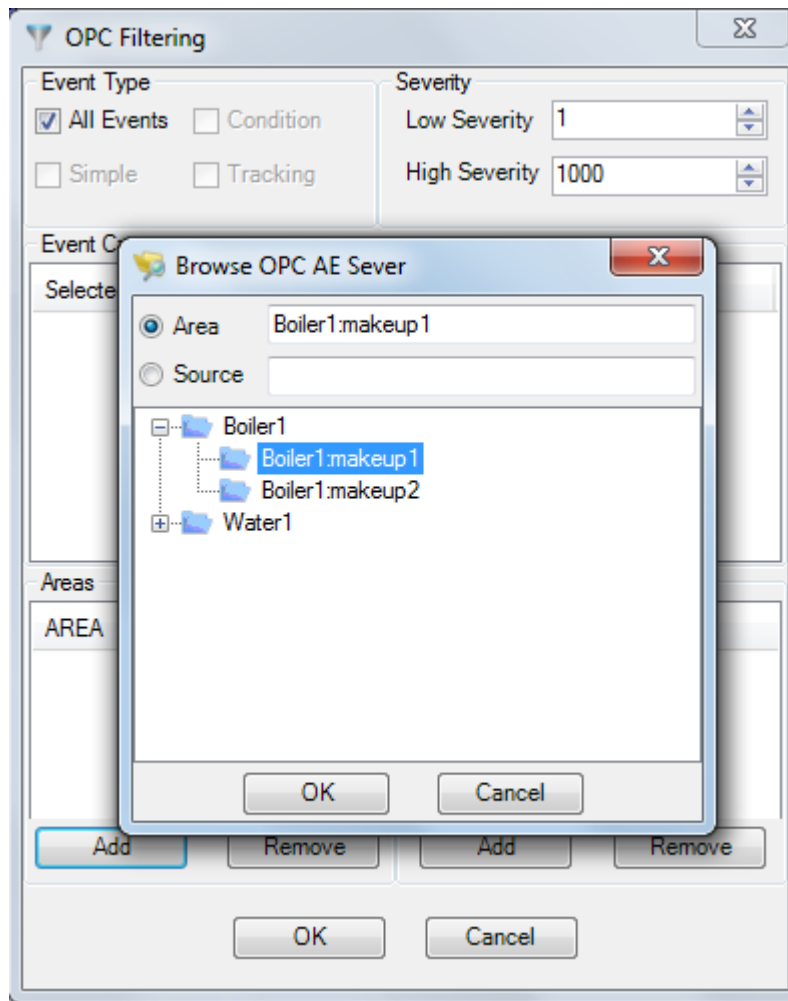 OPC Filtering
Event Type
Severity
All Events
Condition
Low Severity
1
Simple
Tracking
High Severity
1000
Event C
Selecte
Browse OPC AE Sever
Area
Boiler1:makeup1
Source
Boiler1
Boiler1:makeup1
Boiler1:makeup2
Water1
Areas
AREA
OK
Cancel
Add
Remove
Add
Remove
OK
Cancel